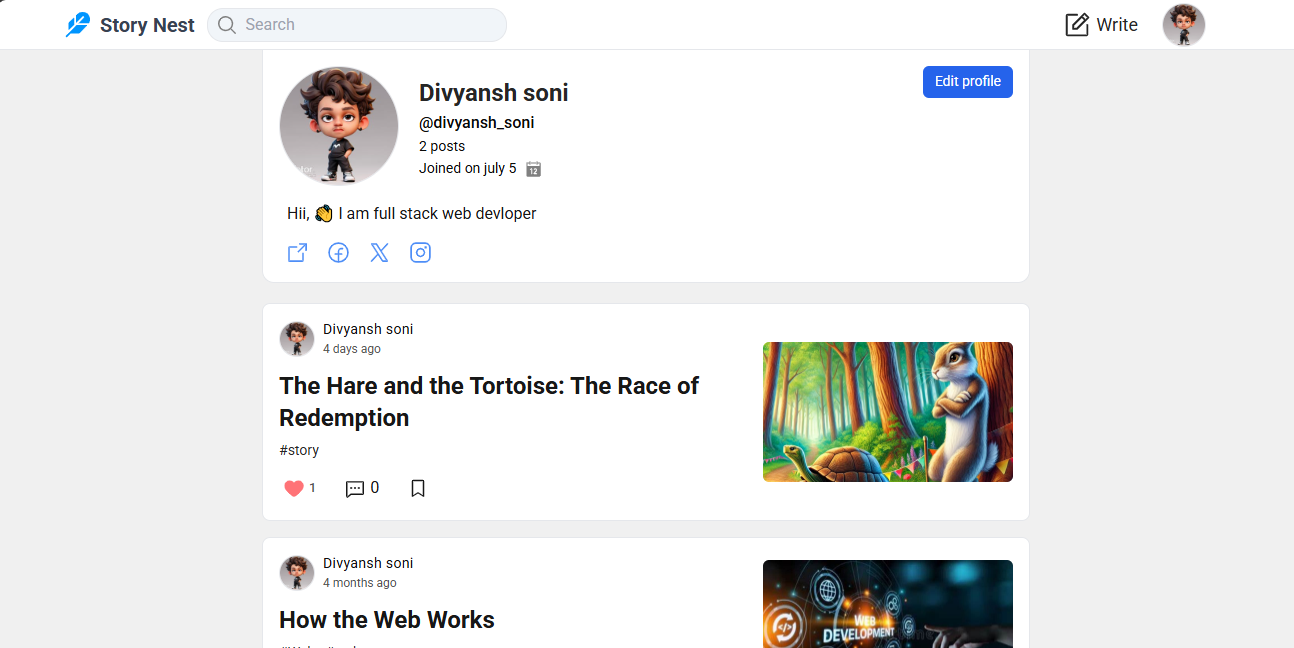 Story Nest
Search
Write
Divyansh soni
Edit profile
@divyansh_soni
2 posts
Joined on july 5
12
Hii, 👋 I am full stack web devloper
Divyansh soni
4 days ago
The Hare and the Tortoise: The Race of
Redemption
#story
1
0
Divyansh soni
4 months ago
How the Web Works
WEB
DEVELOPMENT